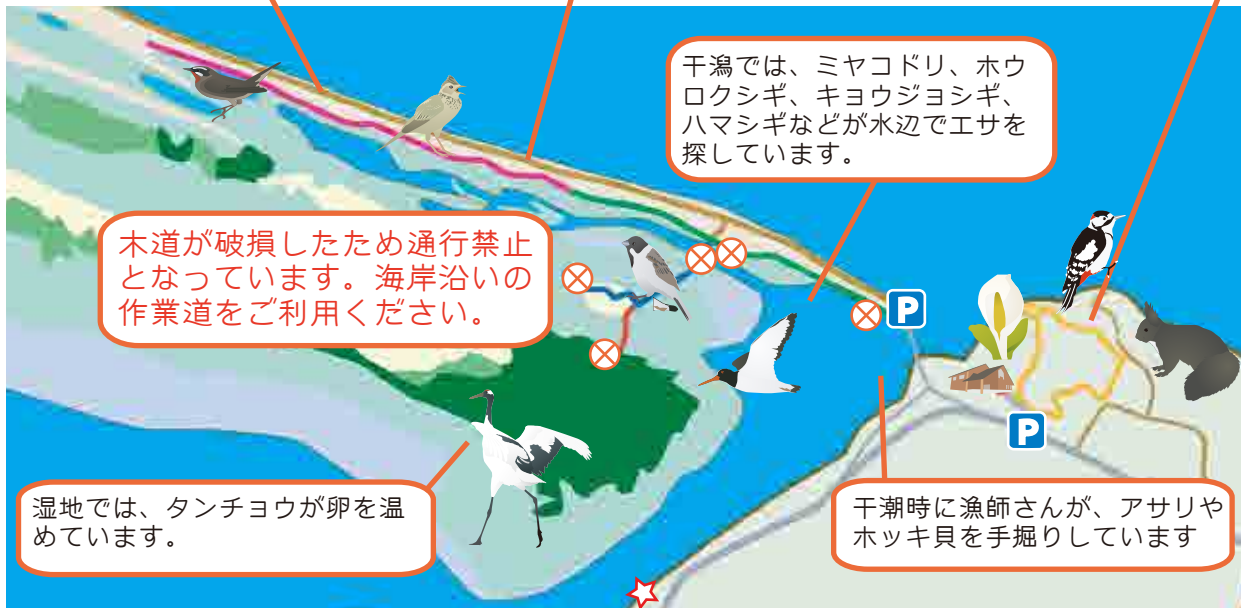 干潟では、ミヤコドリ、ホウ
ロクシギ、キョウジョシギ、
ハマシギなどが水辺でエサを
探しています。
木道が破損したため通行禁止
となっています。海岸沿いの
作業道をご利用ください。
P
P
湿地では、タンチョウが卵を温
めています。
干潮時に漁師さんが、アサリや
ホッキ貝を手掘りしています